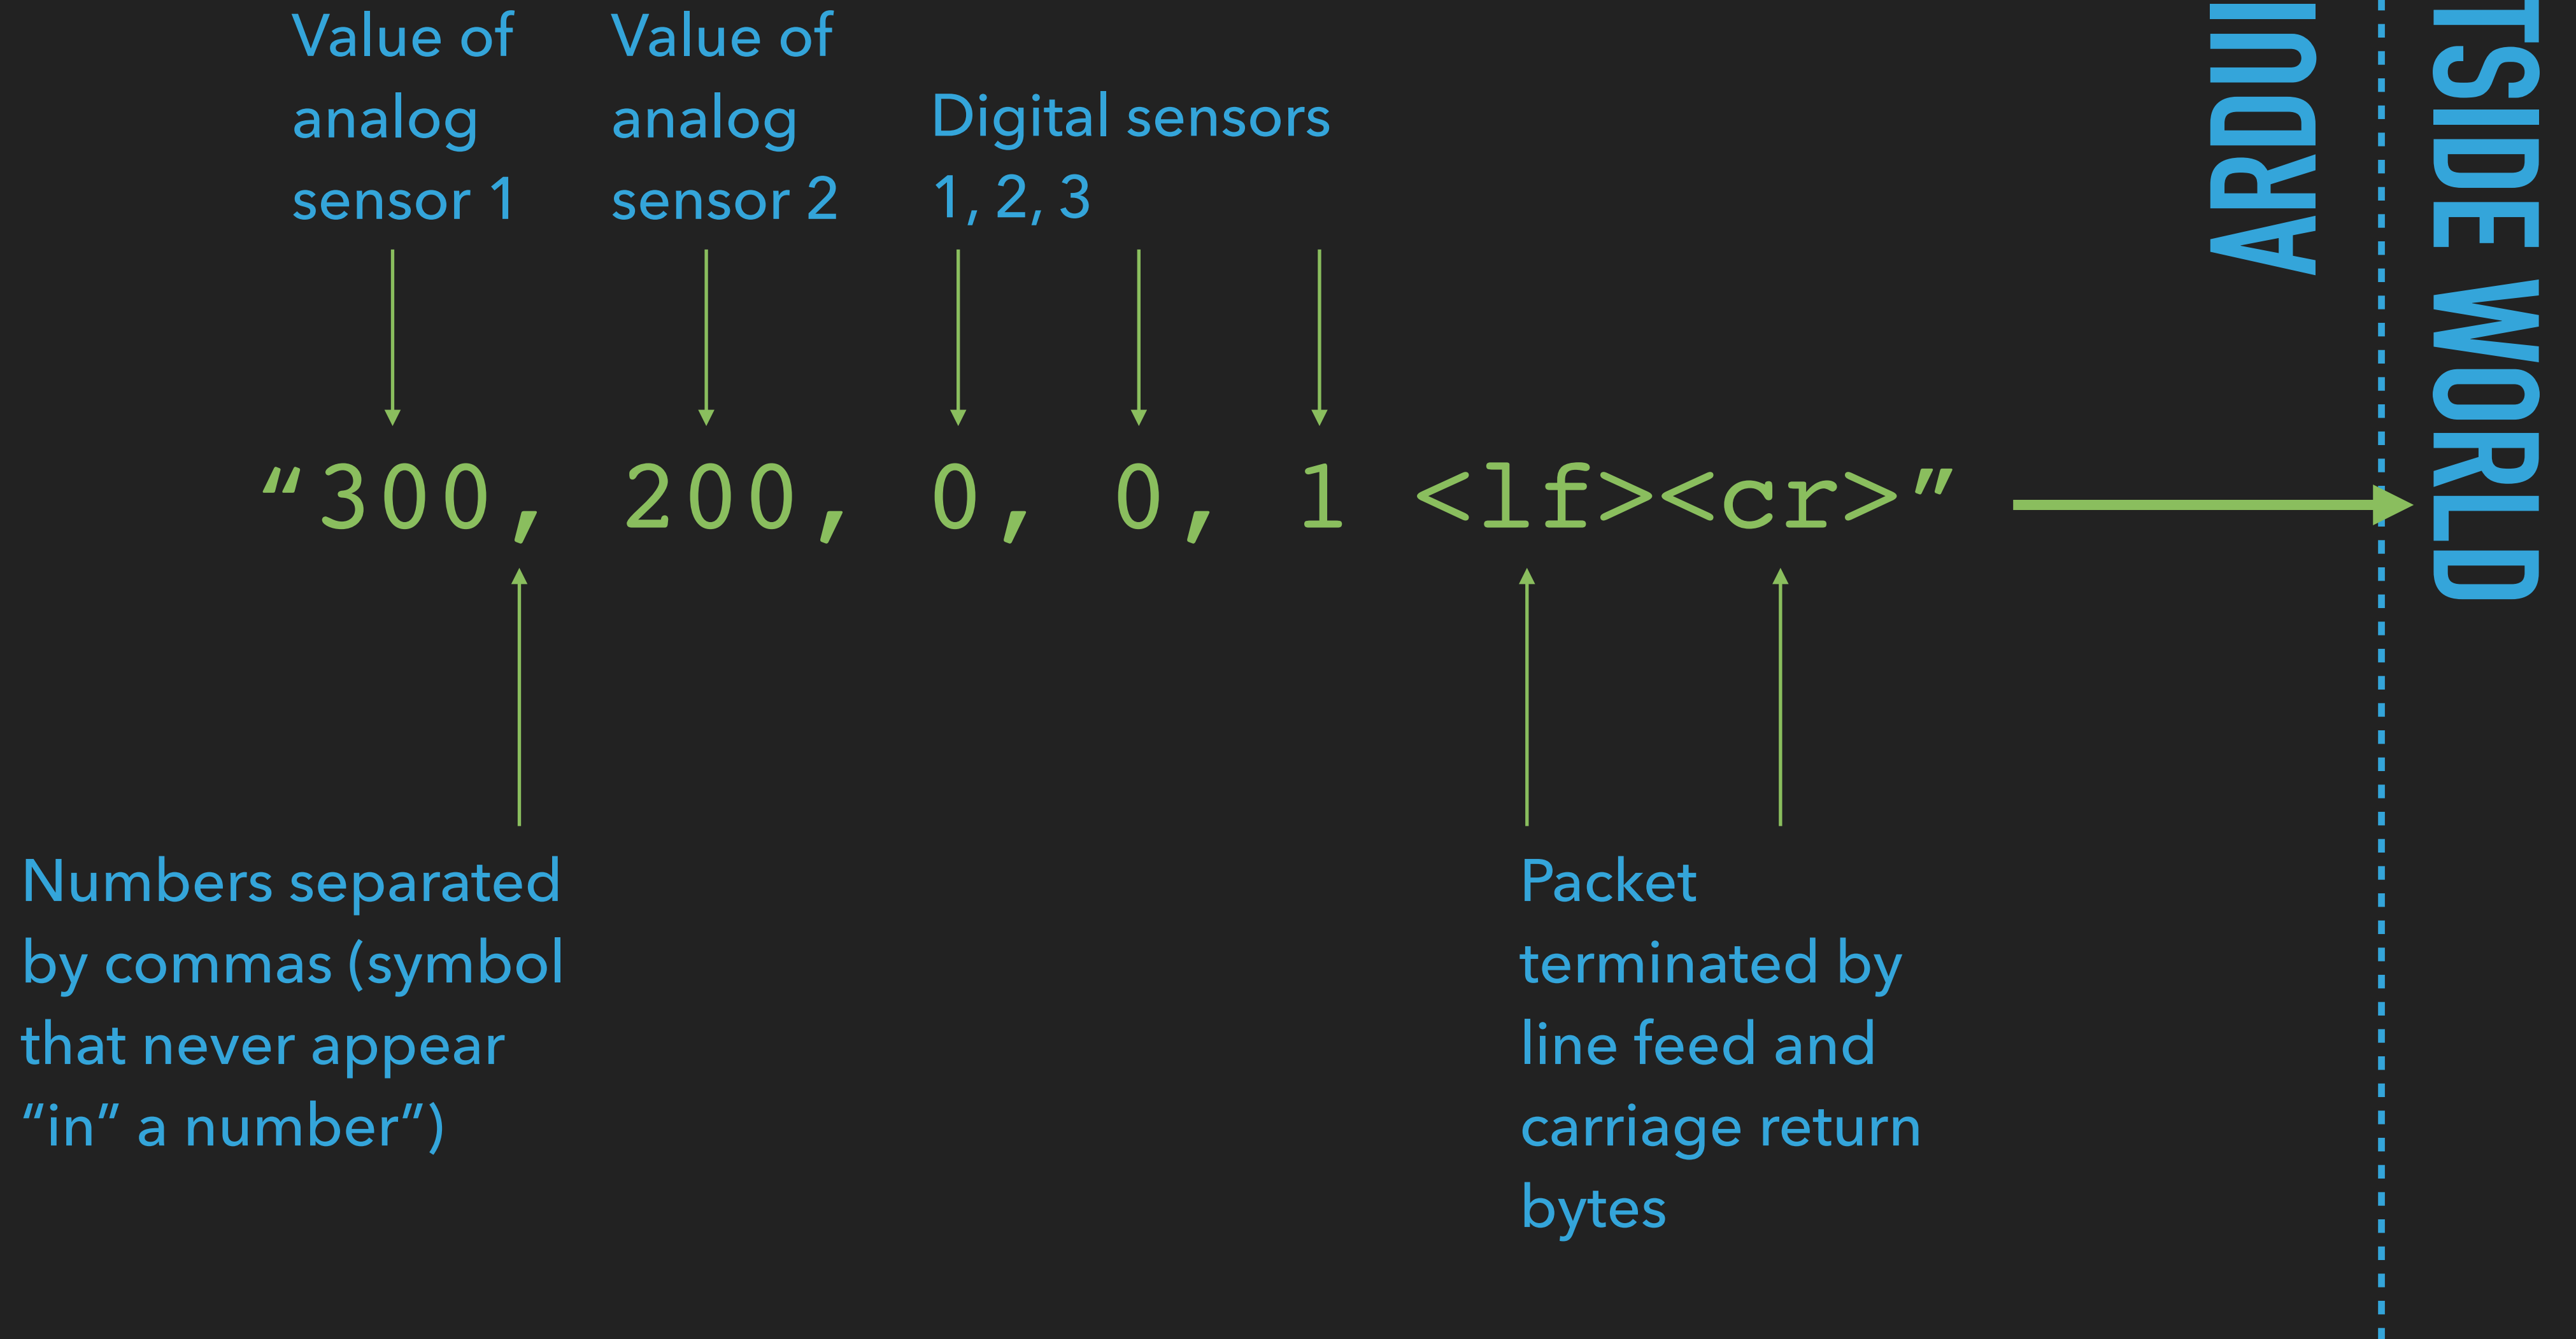 Value of
analog
sensor 1
Value of
analog
sensor 2
Digital sensors
1, 2, 3
“300, 200, 0, 0, 1 <lf><cr>”
Numbers separated
by commas (symbol
that never appear
“in” a number”)
Packet
terminated by
line feed and
carriage return
bytes
ARDUI
TSIDE WORLD